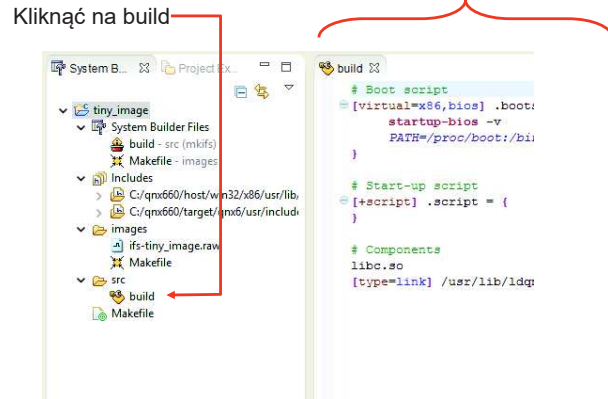 Kliknąć na build
System B... Project Ex...
tiny_image
System Builder Files
build - src (mkifs)
Makefile - images
Includes
C:/qnx660/host/win32/x86/usr/lib,
C:/qnx660/target/qnx6/usr/include
images
ifs-tiny_image.raw
Makefile
src
build
Makefile
build
# Boot script
[virtual=x86,bios] .boots
startup-bios -v
PATH=/proc/boot:/bin
}
# Start-up script
[+script] .script = {
}
# Components
libc.so
[type=link] /usr/lib/ldqn